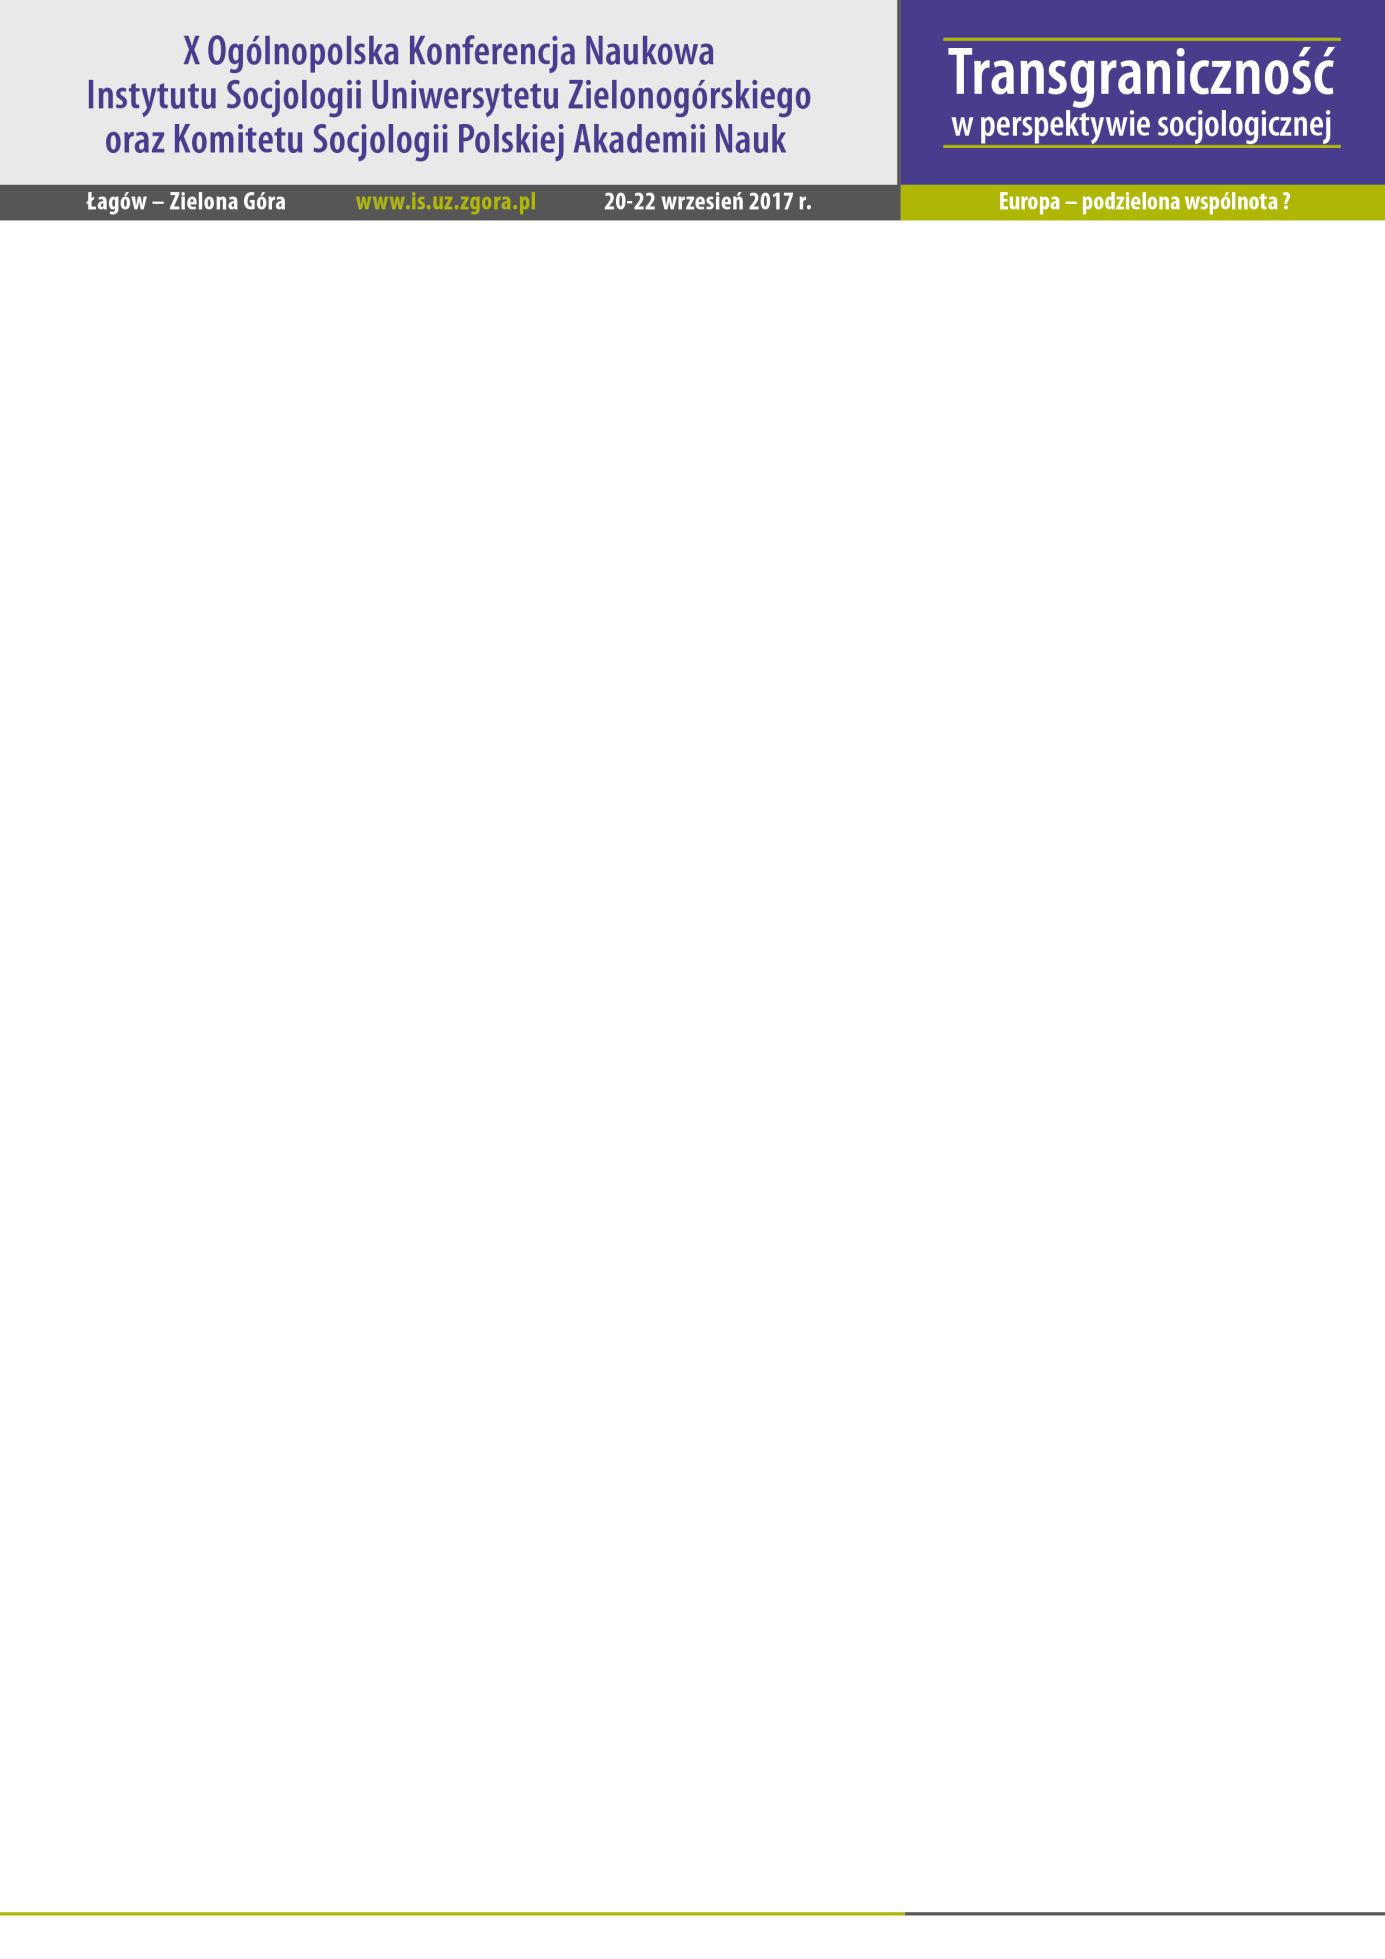 X Ogólnopolska Konferencja Naukowa
Instytutu Socjologii Uniwersytetu Zielonogórskiego
oraz Komitetu Socjologii Polskiej Akademii Nauk
Transgraniczność
w perspektywie socjologicznej
Łagów – Zielona Góra www.is.uz.zgora.pl 20-22 wrzesień 2017 r.
Europa – podzielona wspólnota ?